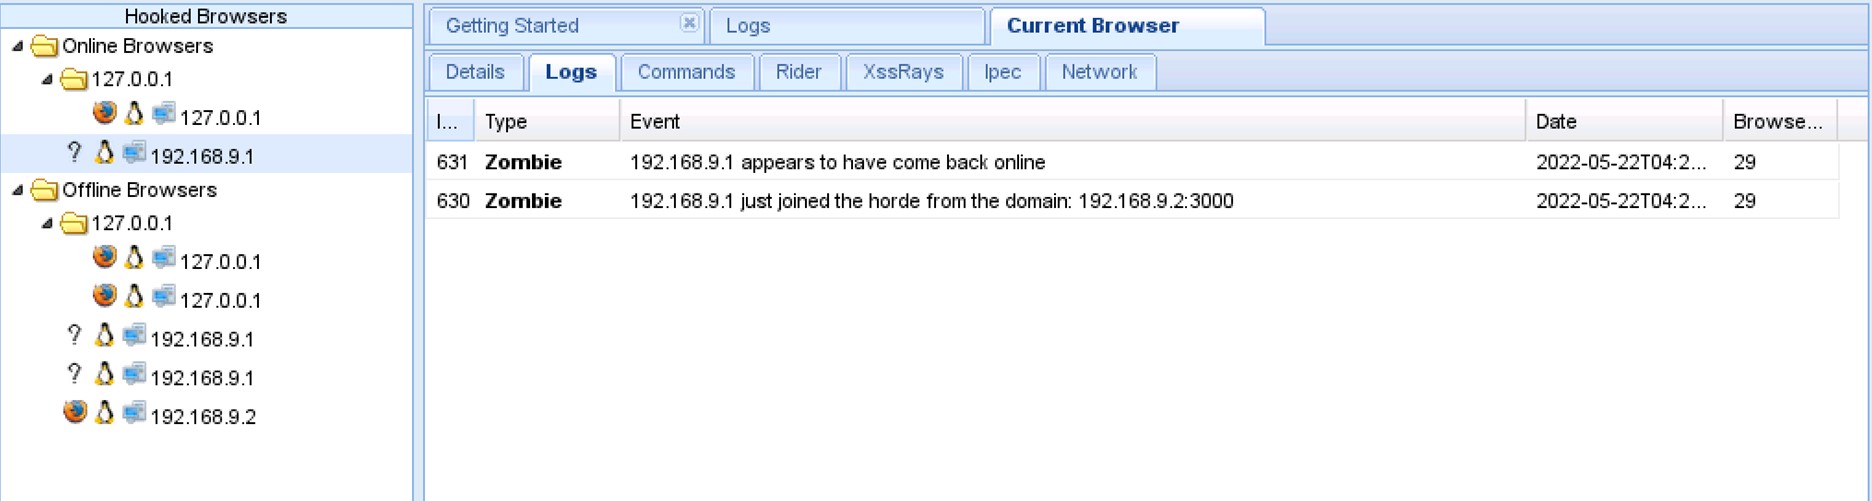 Hooked Browsers
Online Browsers
127.0.0.1
127.0.0.1
192.168.9.1
Offline Browsers
127.0.0.1
127.0.0.1
127.0.0.1
? 192.168.9.1
? 192.168.9.1
192.168.9.2
Getting Started Logs Current Browser
Details Logs Commands Rider XssRays Ipec Network
I... Type Event Date Browse...
631 Zombie 192.168.9.1 appears to have come back online 2022-05-22T04:2... 29
630 Zombie 192.168.9.1 just joined the horde from the domain: 192.168.9.2:3000 2022-05-22T04:2... 29